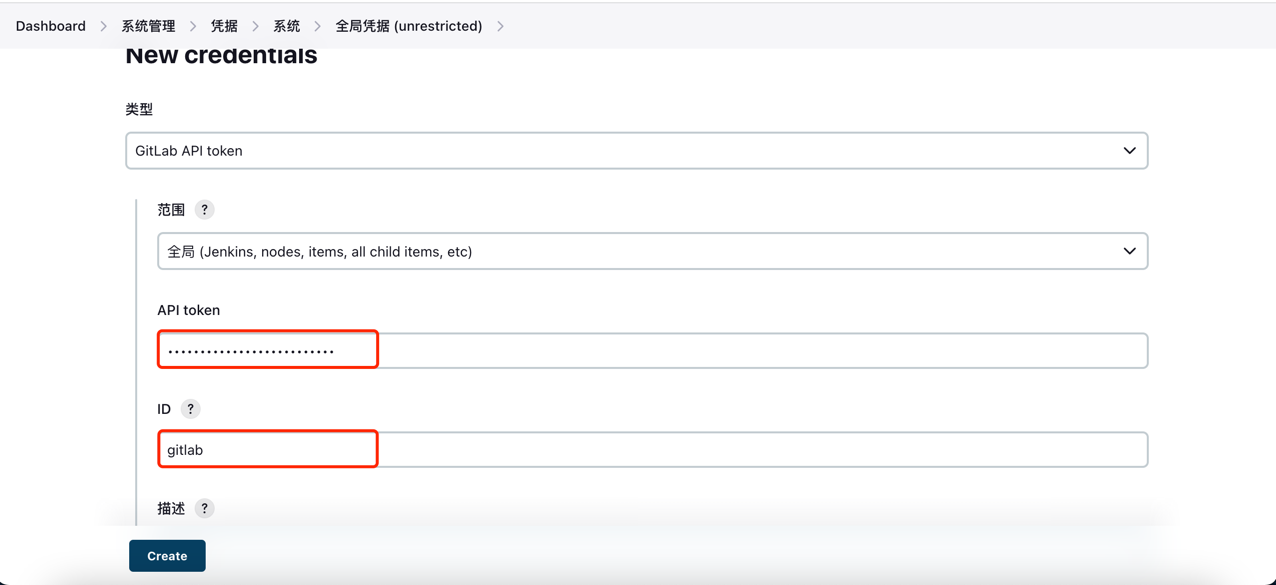 Dashboard > 系统管理 > 凭据 > 系统 > 全局凭据 (unrestricted) >
New credentials
类型
GitLab API token
范围 ?
全局 (Jenkins, nodes, items, all child items, etc)
API token
••••••••••••••••••••••••••
ID ?
gitlab
描述 ?
Create